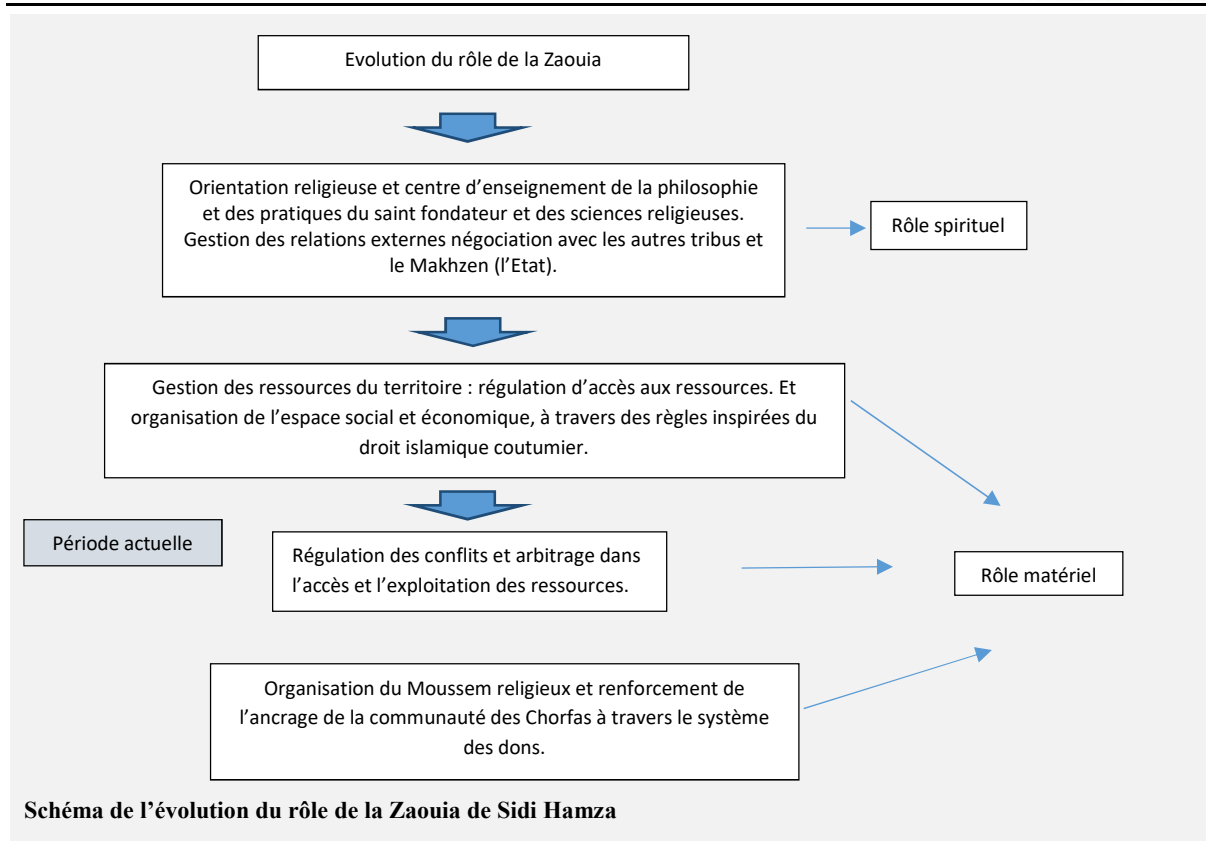 Evolution du rôle de la Zaouia
Orientation religieuse et centre d’enseignement de la philosophie
et des pratiques du saint fondateur et des sciences religieuses.
Gestion des relations externes négociation avec les autres tribus et
le Makhzen (l’Etat).
Rôle spirituel
Gestion des ressources du territoire : régulation d’accès aux ressources. Et
organisation de l’espace social et économique, à travers des règles inspirées du
droit islamique coutumier.
Période actuelle
Régulation des conflits et arbitrage dans
l’accès et l’exploitation des ressources.
Rôle matériel
Organisation du Moussem religieux et renforcement de
l’ancrage de la communauté des Chorfas à travers le système
des dons.
Schéma de l’évolution du rôle de la Zaouia de Sidi Hamza